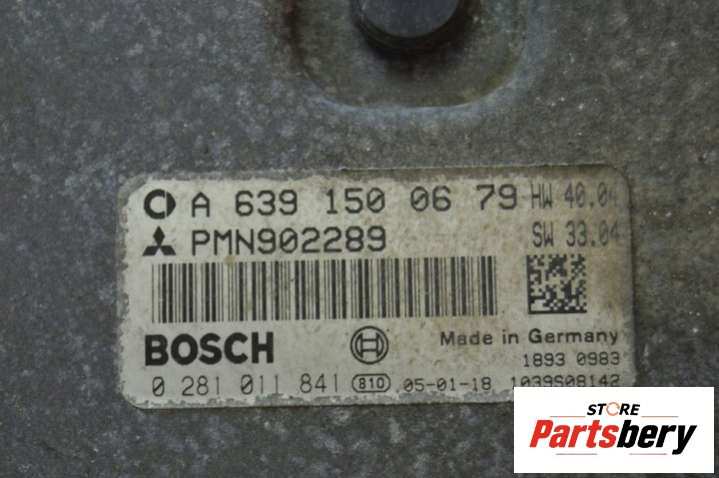 A 639 150 06 79 HW 40.04
PMN902289 SW 33.04
BOSCH Made in Germany
1893 0983
0 281 011 841 810 05-01-18 1039S08142
STORE
Partsbery